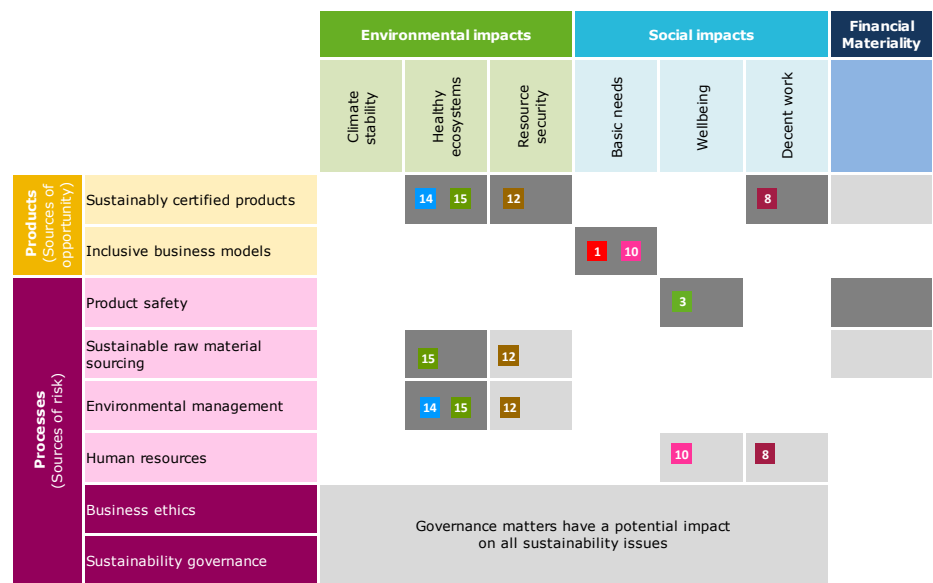 Environmental impacts
Social impacts
Financial
Materiality
Climate
stability
Healthy
ecosystems
Resource
security
Basic needs
Wellbeing
Decent work
Products
(Sources of
opportunity)
Sustainably certified products
14 15 12 8
Inclusive business models
1 10
Processes
(Sources of risk)
Product safety
3
Sustainable raw material
sourcing
15 12
Environmental management
14 15 12
Human resources
10 8
Business ethics
Governance matters have a potential impact
on all sustainability issues
Sustainability governance